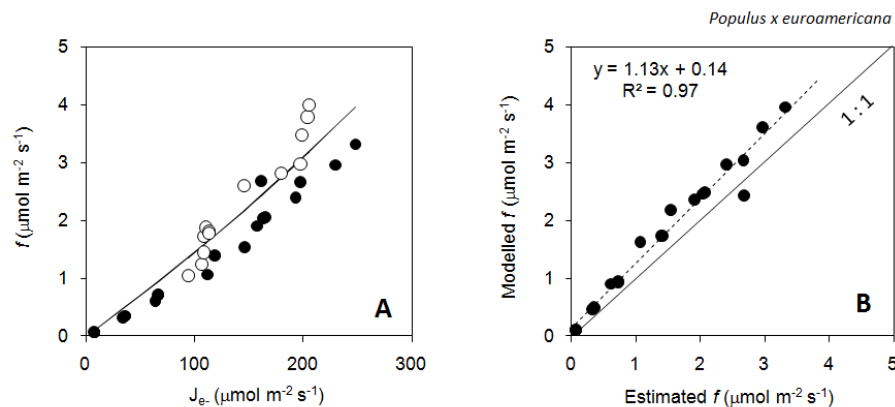 Populus x euroamericana
5
4
3
2
1
0
f (μmol m-2 s-1)
0 100 200 300
Je- (μmol m-2 s-1)
A
5
4
3
2
1
0
Modelled f (μmol m-2 s-1)
y = 1.13x + 0.14
R² = 0.97
1 : 1
B
0 1 2 3 4 5
Estimated f (μmol m-2 s-1)